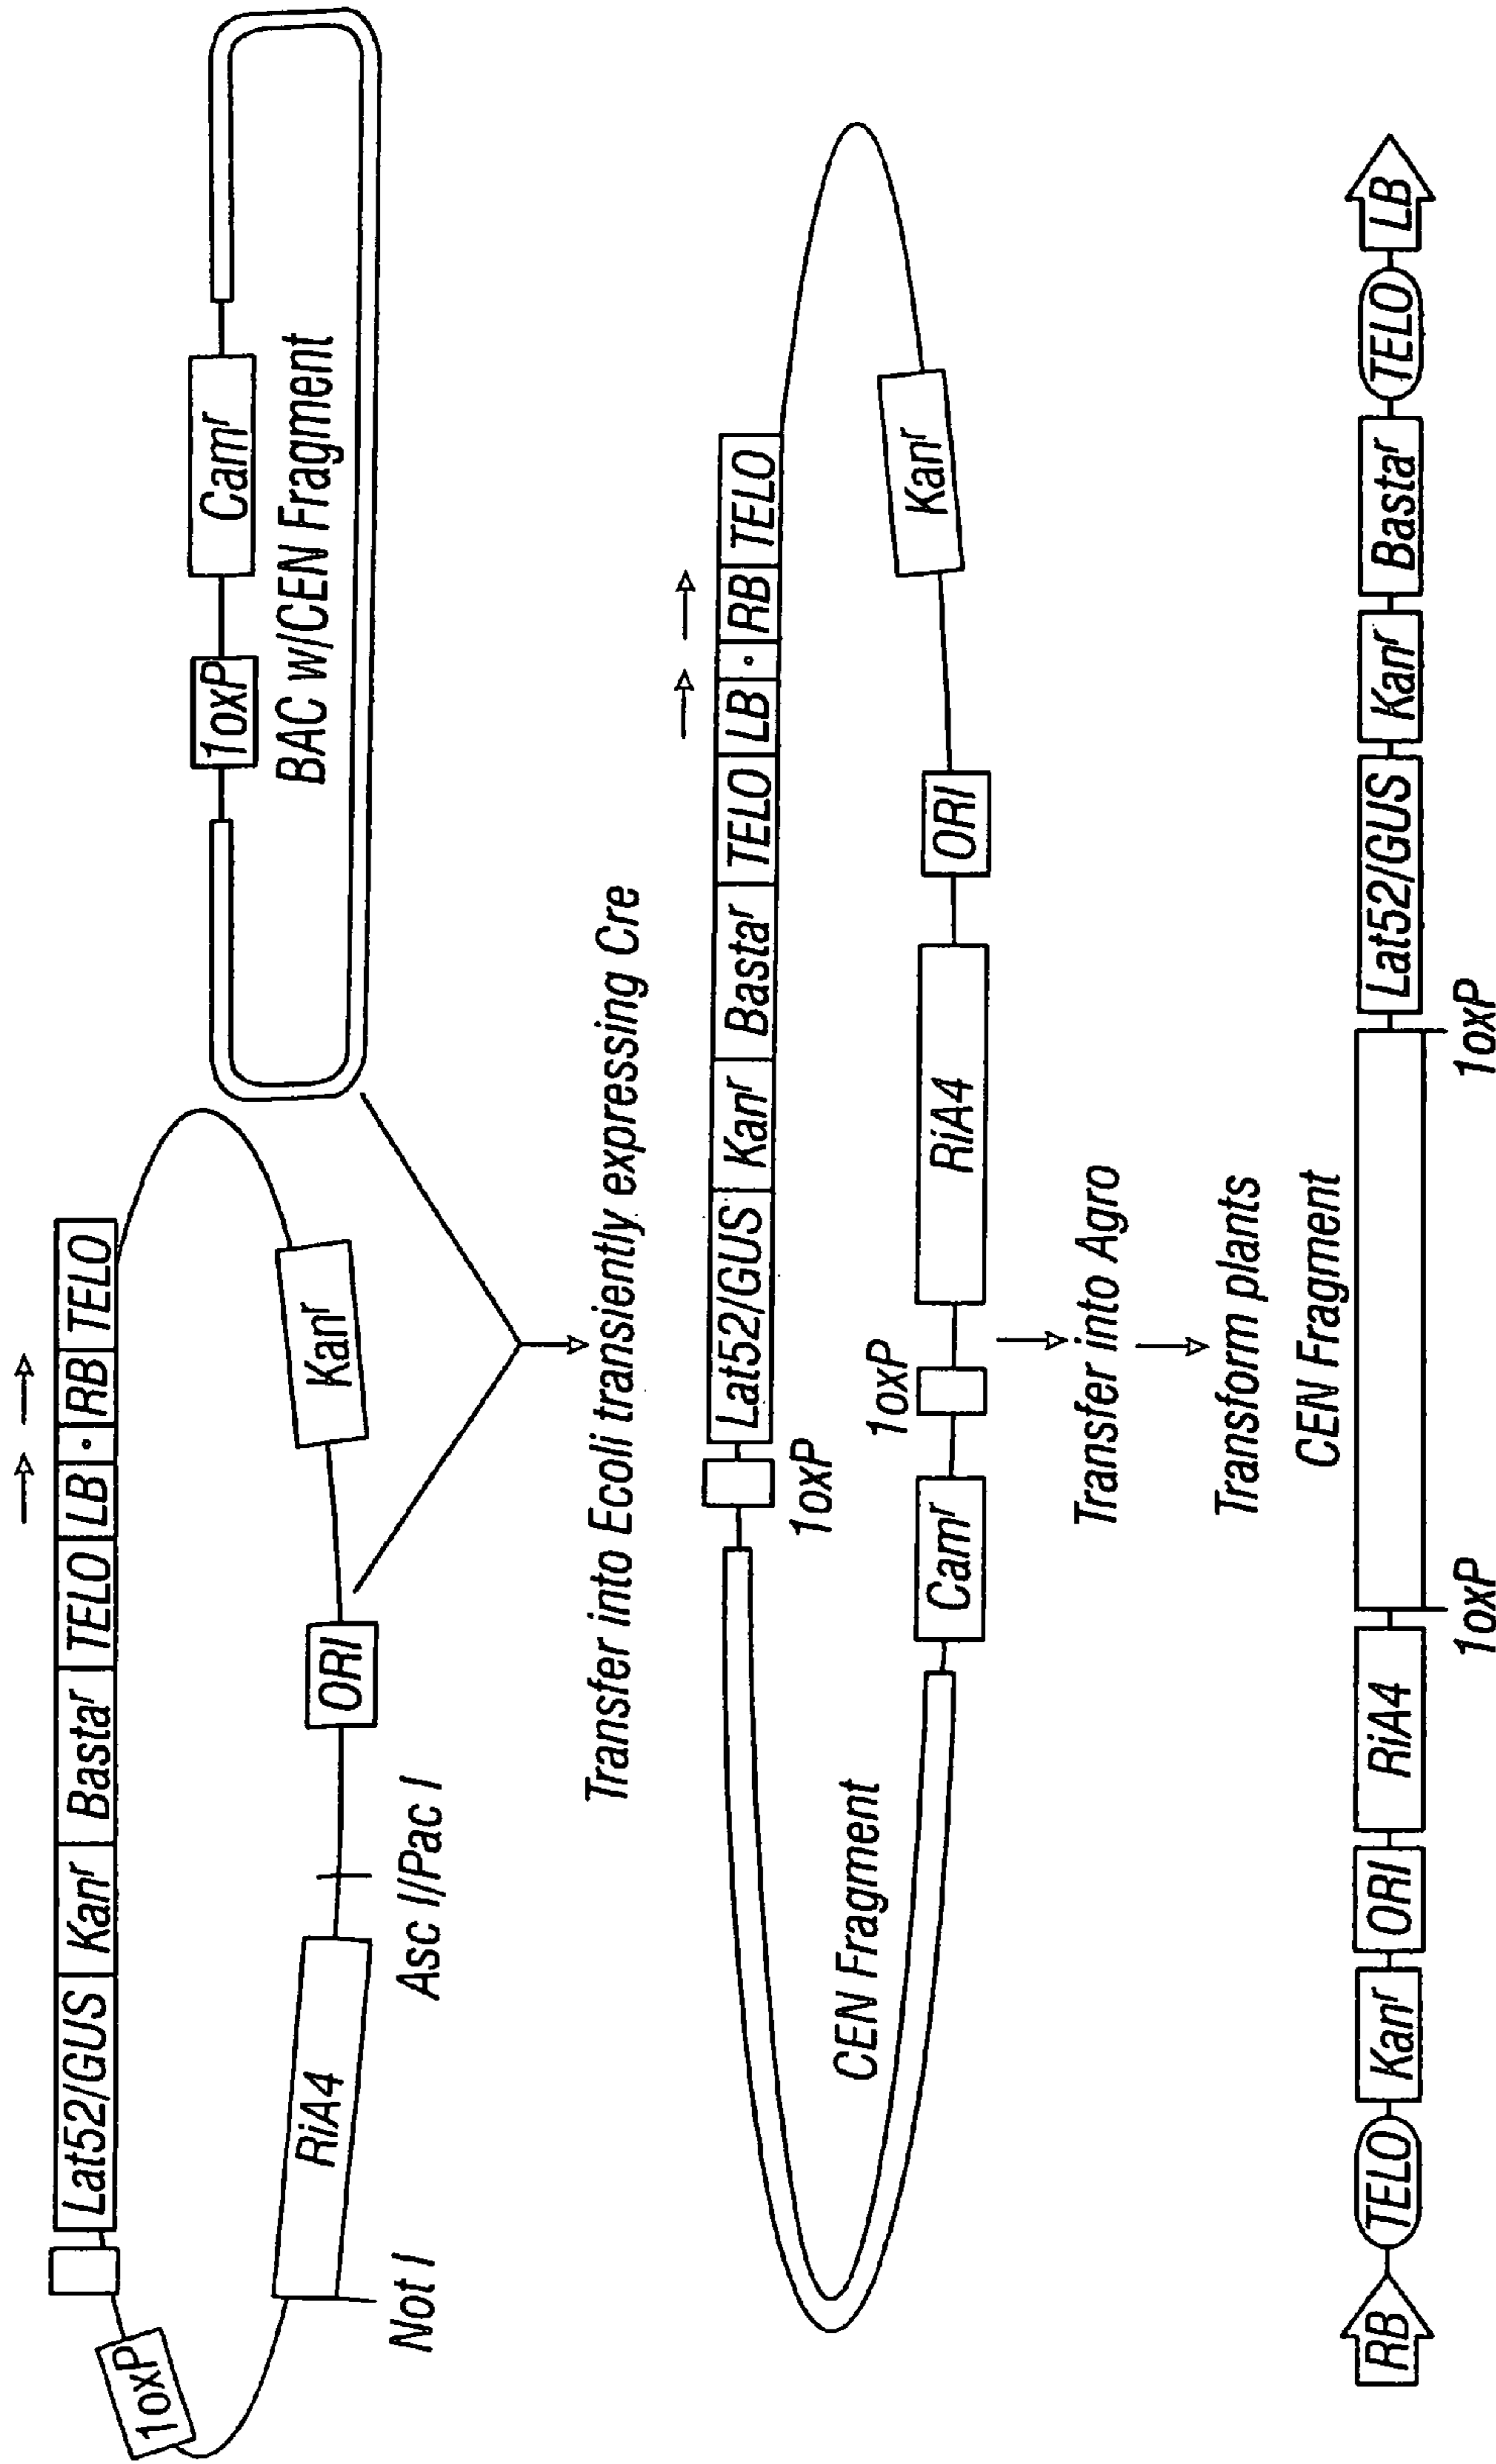 Lat52/GUS Kanʳ Bastaʳ TELO LB • RB TELO
1oxP
Not I
RiA4
Asc I/Pac I
ORI
Kanʳ
1oxP
Camʳ
BAC w/CEN Fragment
Transfer into Ecoli transiently expressing Cre
1oxP
Lat52/GUS Kanʳ Bastaʳ TELO LB • RB TELO
CEN Fragment
Camʳ
1oxP
RiA4
ORI
Kanʳ
Transfer into Agro
Transform plants
CEN Fragment
RB TELO Kanʳ ORI RiA4 Lat52/GUS Kanʳ Bastaʳ TELO LB
1oxP 1oxP